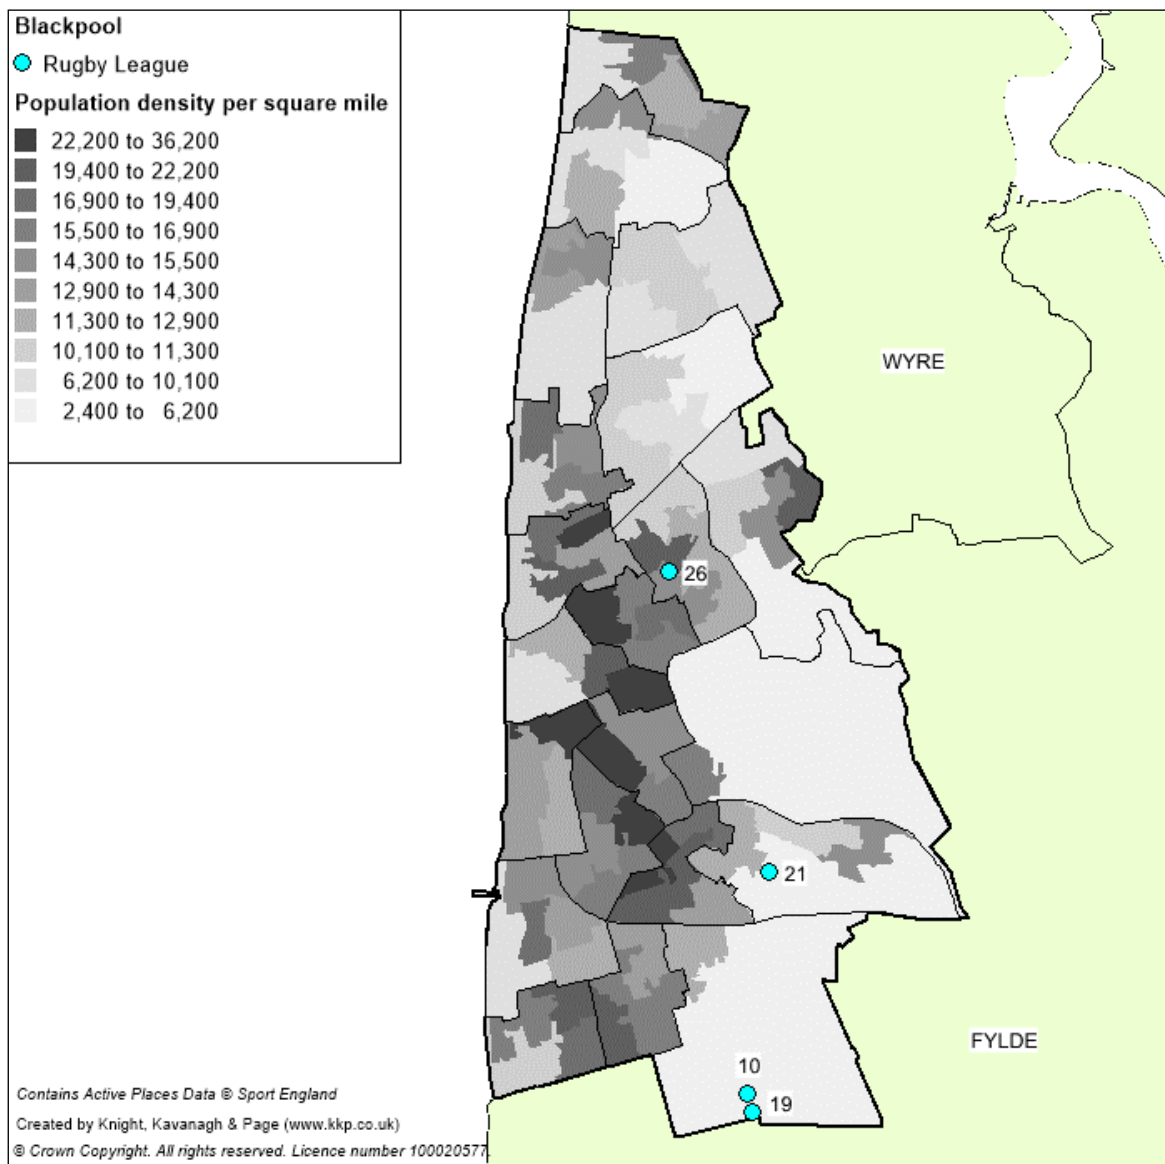 Blackpool
Rugby League
Population density per square mile
22,200 to 36,200
19,400 to 22,200
16,900 to 19,400
15,500 to 16,900
14,300 to 15,500
12,900 to 14,300
11,300 to 12,900
10,100 to 11,300
6,200 to 10,100
2,400 to 6,200
WYRE
26
21
FYLDE
10
19
Contains Active Places Data © Sport England
Created by Knight, Kavanagh & Page (www.kkp.co.uk)
© Crown Copyright. All rights reserved. Licence number 100020577.